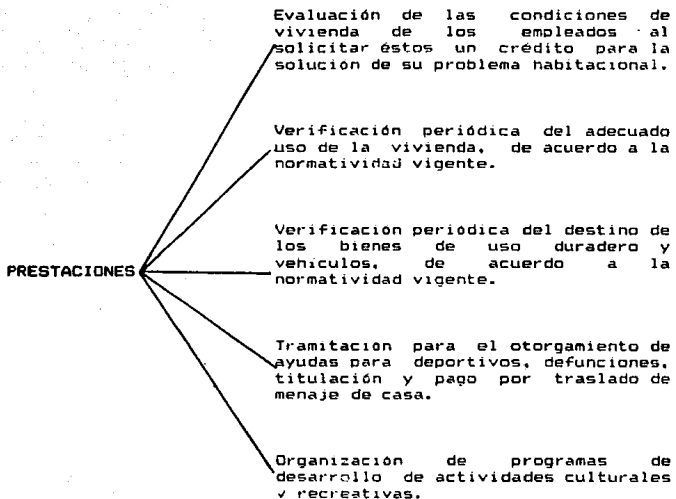 Evaluación de las condiciones de
vivienda de los empleados al
solicitar éstos un crédito para la
solución de su problema habitacional.
Verificación periódica del adecuado
uso de la vivienda, de acuerdo a la
normatividad vigente.
Verificación periódica del destino de
los bienes de uso duradero y
vehículos, de acuerdo a la
normatividad vigente.
PRESTACIONES
Tramitación para el otorgamiento de
ayudas para deportivos, defunciones,
titulación y pago por traslado de
menaje de casa.
Organización de programas de
desarrollo de actividades culturales
y recreativas.